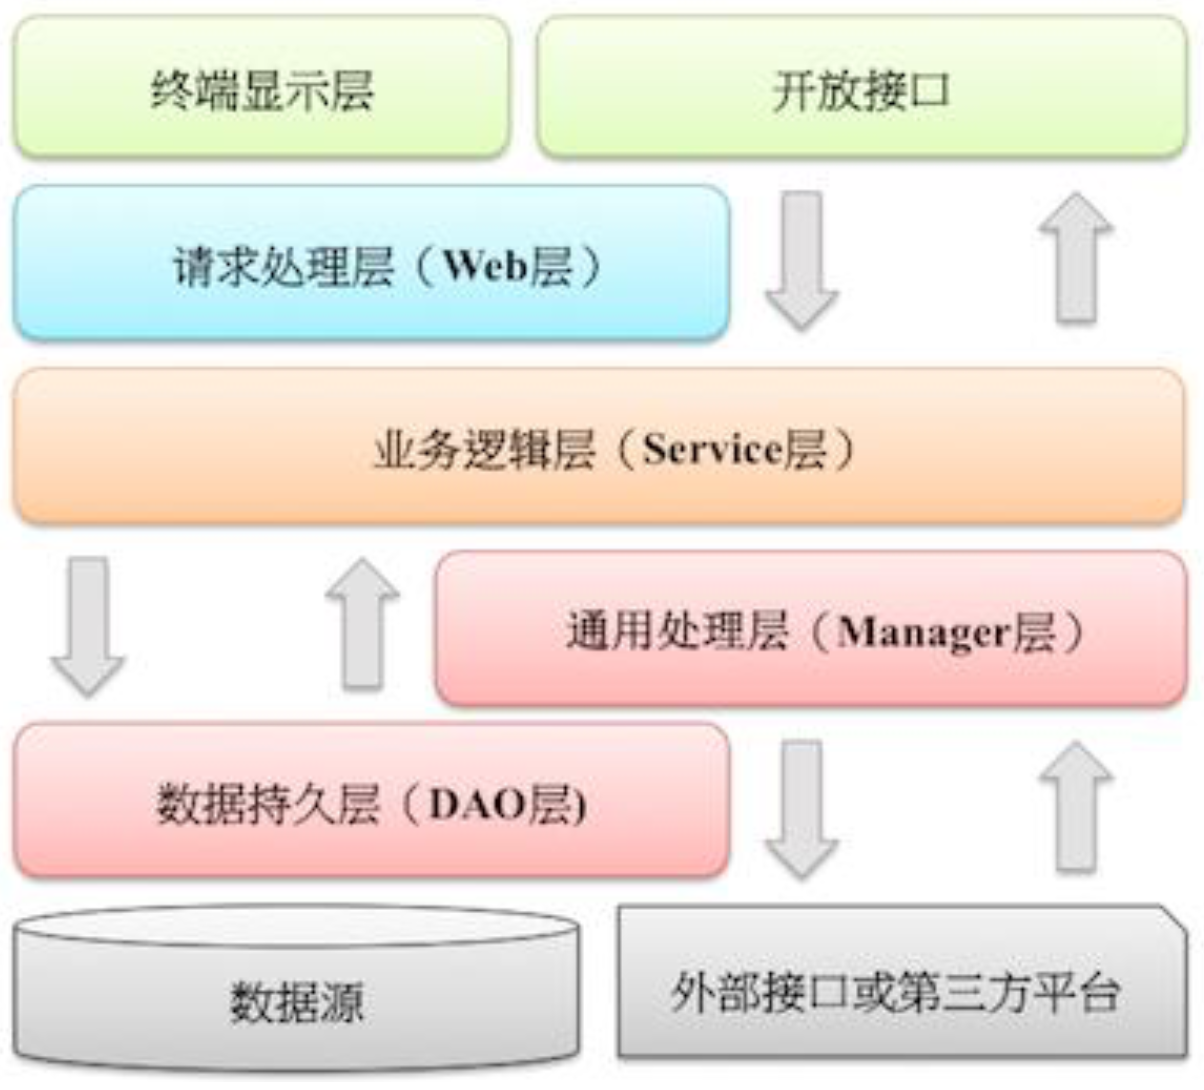 终端显示层
开放接口
请求处理层（Web层）
业务逻辑层（Service层）
通用处理层（Manager层）
数据持久层（DAO层)
数据源
外部接口或第三方平台